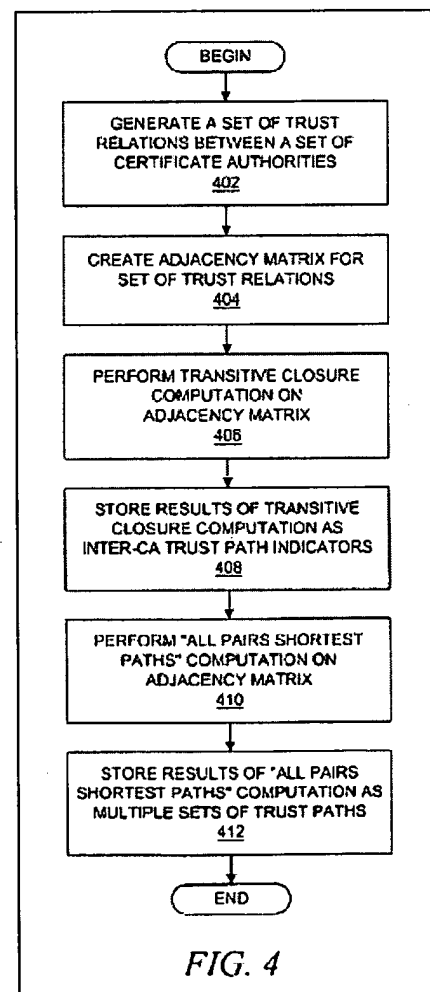 BEGIN
GENERATE A SET OF TRUST
RELATIONS BETWEEN A SET OF
CERTIFICATE AUTHORITIES
402
CREATE ADJACENCY MATRIX FOR
SET OF TRUST RELATIONS
404
PERFORM TRANSITIVE CLOSURE
COMPUTATION ON
ADJACENCY MATRIX
406
STORE RESULTS OF TRANSITIVE
CLOSURE COMPUTATION AS
INTER-CA TRUST PATH INDICATORS
408
PERFORM "ALL PAIRS SHORTEST
PATHS" COMPUTATION ON
ADJACENCY MATRIX
410
STORE RESULTS OF "ALL PAIRS
SHORTEST PATHS" COMPUTATION AS
MULTIPLE SETS OF TRUST PATHS
412
END
FIG. 4